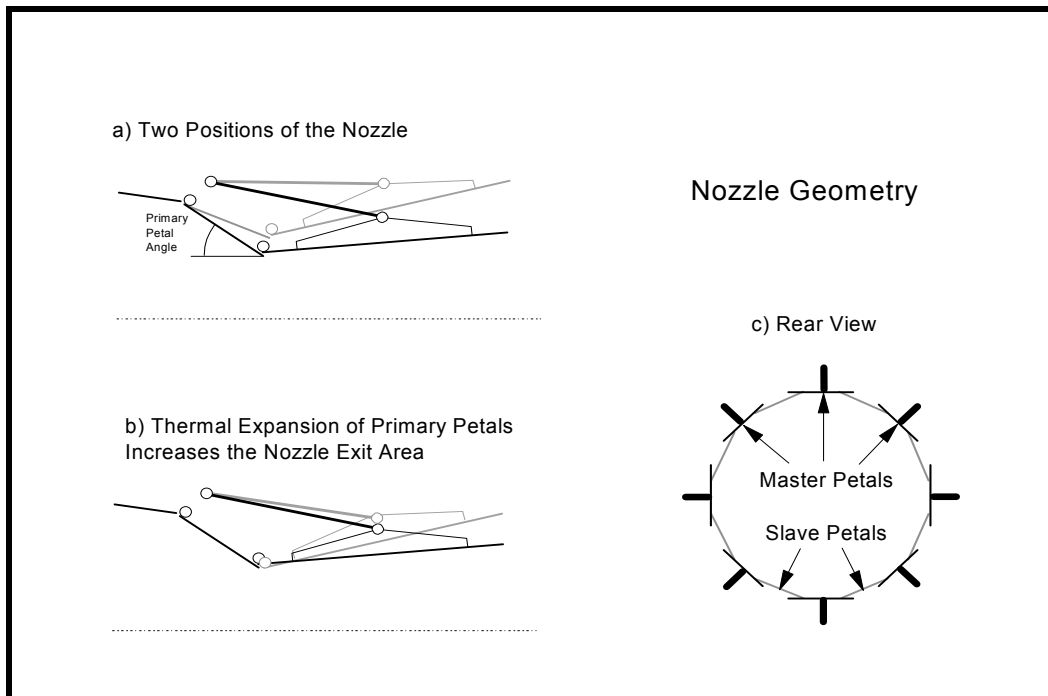 a) Two Positions of the Nozzle
Primary
Petal
Angle
Nozzle Geometry
c) Rear View
b) Thermal Expansion of Primary Petals
Increases the Nozzle Exit Area
Master Petals
Slave Petals